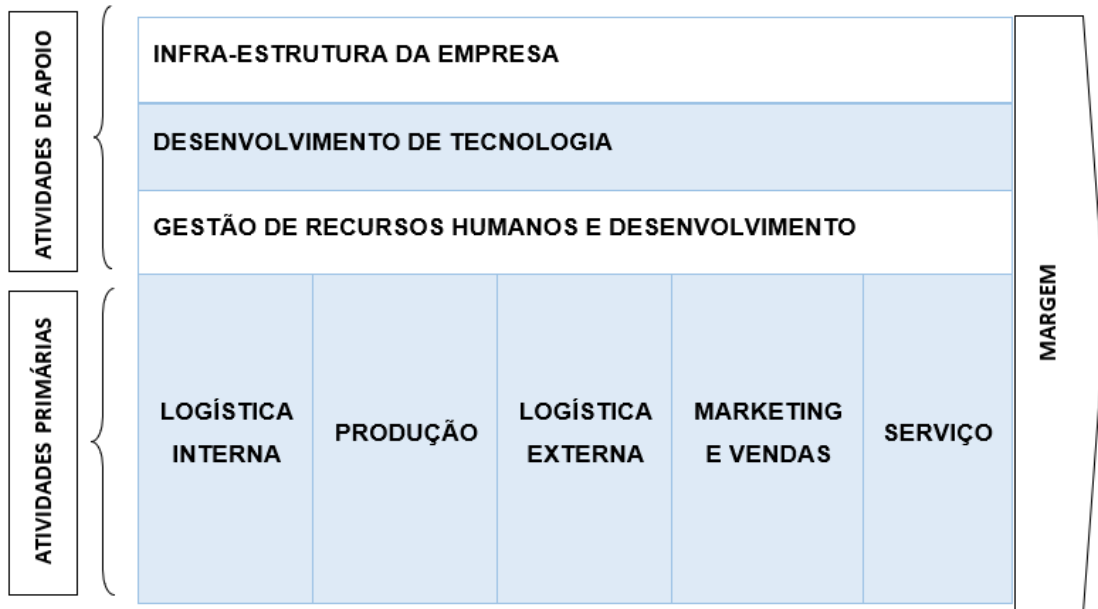 ATIVIDADES DE APOIO
INFRA-ESTRUTURA DA EMPRESA
DESENVOLVIMENTO DE TECNOLOGIA
GESTÃO DE RECURSOS HUMANOS E DESENVOLVIMENTO
ATIVIDADES PRIMÁRIAS
LOGÍSTICA
INTERNA
PRODUÇÃO
LOGÍSTICA
EXTERNA
MARKETING
E VENDAS
SERVIÇO
MARGEM